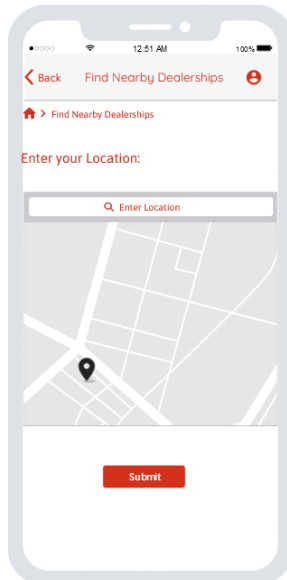 12:51 AM 100%
Back Find Nearby Dealerships
> Find Nearby Dealerships
Enter your Location:
Enter Location
Submit